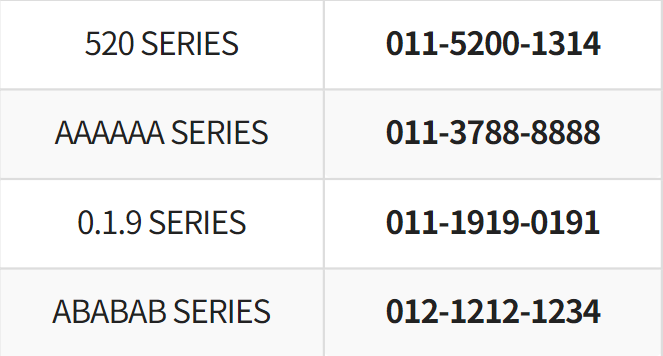 520 SERIES 011-5200-1314
AAAAAA SERIES 011-3788-8888
0.1.9 SERIES 011-1919-0191
ABABAB SERIES 012-1212-1234